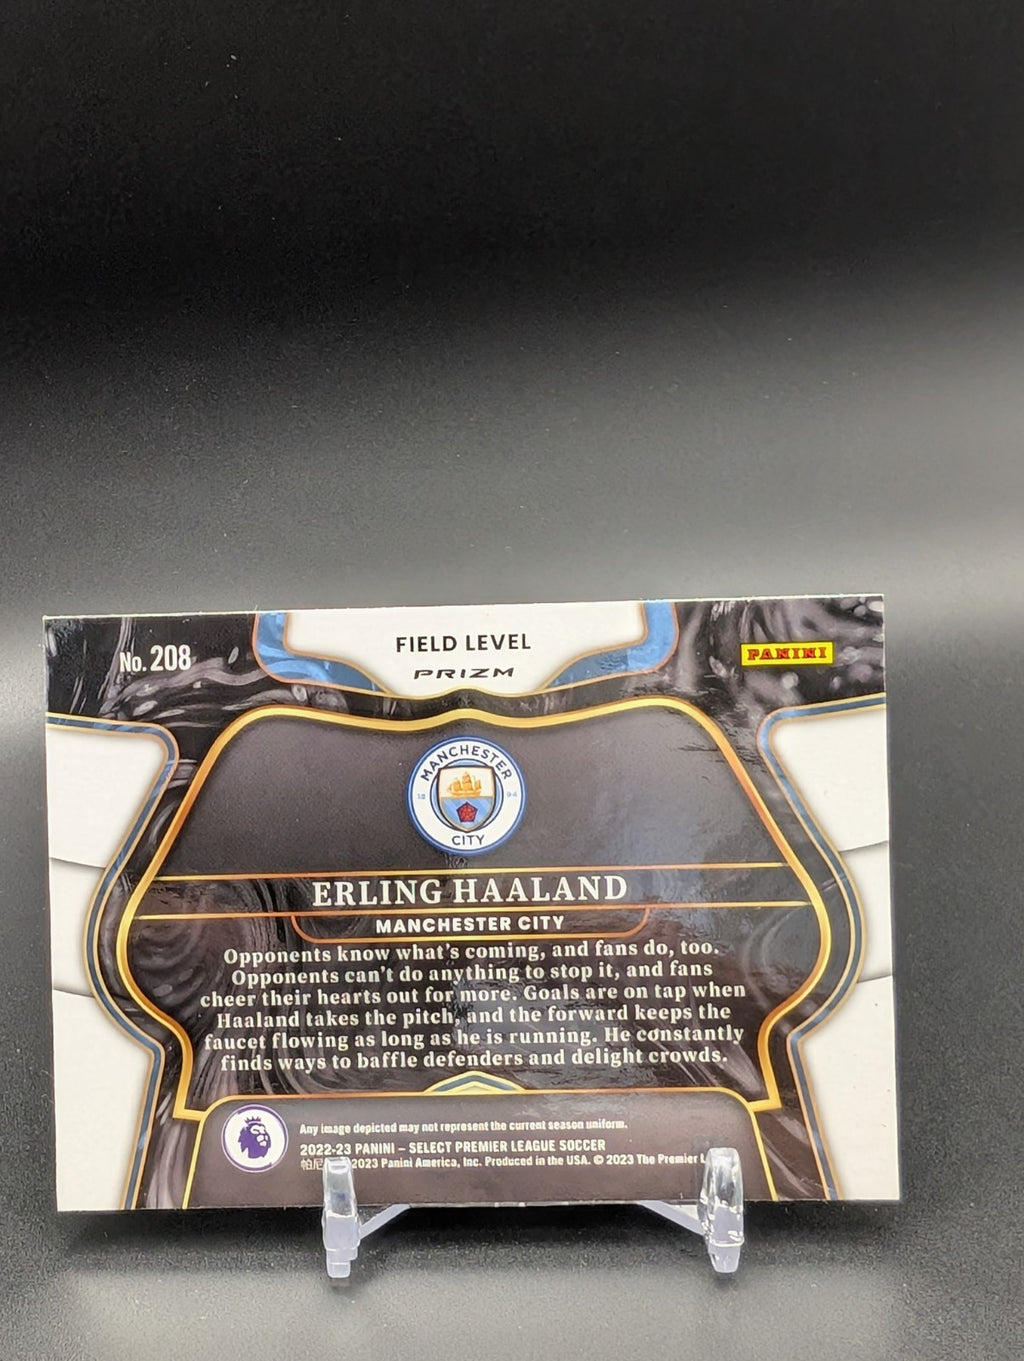 No. 208
FIELD LEVEL
PRIZM
PANINI
MANCHESTER
18 94
CITY
ERLING HAALAND
MANCHESTER CITY
Opponents know what's coming, and fans do, too.
Opponents can't do anything to stop it, and fans
cheer their hearts out for more. Goals are on tap when
Haaland takes the pitch, and the forward keeps the
faucet flowing as long as he is running. He constantly
finds ways to baffle defenders and delight crowds.
Any image depicted may not represent the current season uniform.
2022-23 PANINI – SELECT PREMIER LEAGUE SOCCER
帕尼 2023 Panini America, Inc. Produced in the USA. © 2023 The Premier